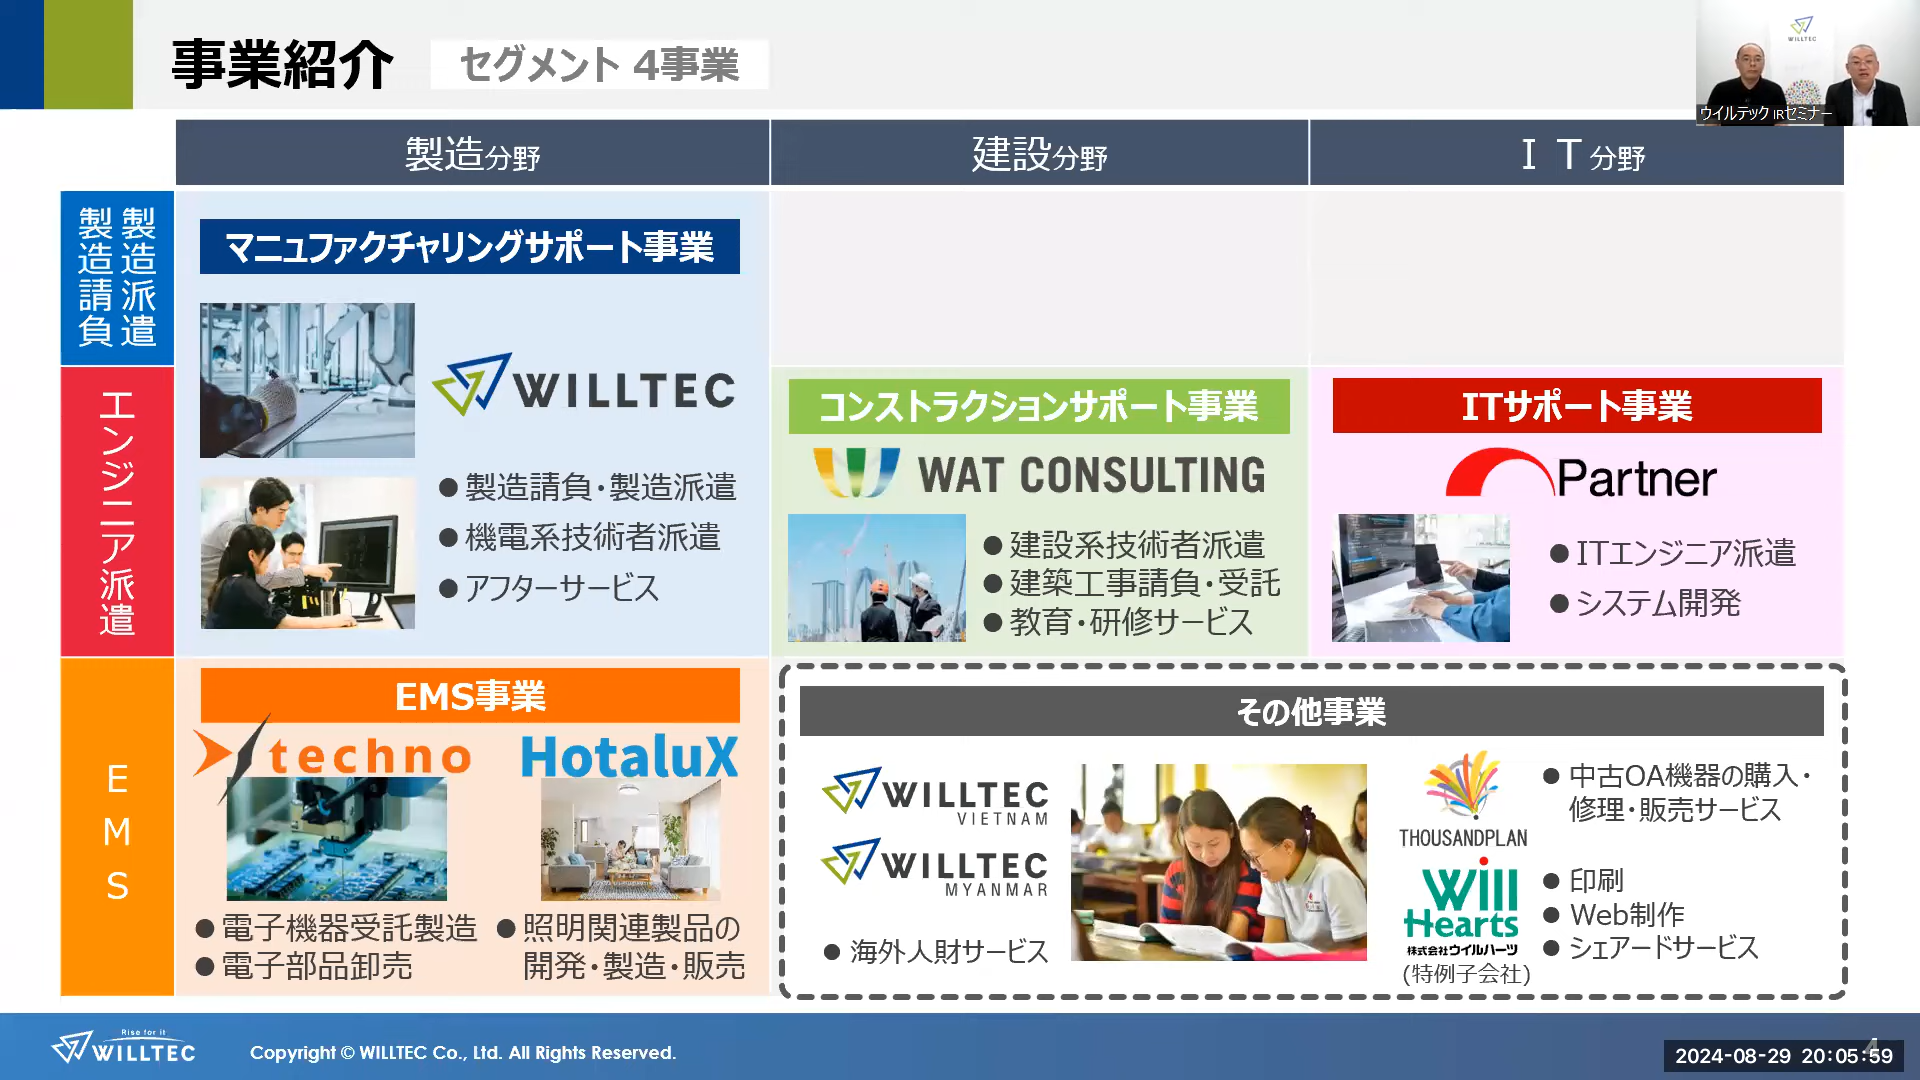 事業紹介
セグメント 4事業
WILLTEC
ウイルテック IRセミナー
製造分野
建設分野
ＩＴ分野
製造派遣
製造請負
マニュファクチャリングサポート事業
WILLTEC
● 製造請負・製造派遣
● 機電系技術者派遣
● アフターサービス
エンジニア派遣
コンストラクションサポート事業
WAT CONSULTING
● 建設系技術者派遣
● 建築工事請負・受託
● 教育・研修サービス
ITサポート事業
Partner
● ITエンジニア派遣
● システム開発
EMS
EMS事業
techno
● 電子機器受託製造
● 電子部品卸売
HotaluX
● 照明関連製品の
開発・製造・販売
その他事業
WILLTEC
VIETNAM
WILLTEC
MYANMAR
● 海外人財サービス
THOUSANDPLAN
● 中古OA機器の購入・
修理・販売サービス
Will
Hearts
株式会社ウイルハーツ
(特例子会社)
● 印刷
● Web制作
● シェアードサービス
Rise for it
WILLTEC
Copyright © WILLTEC Co., Ltd. All Rights Reserved.
4
2024-08-29 20:05:59